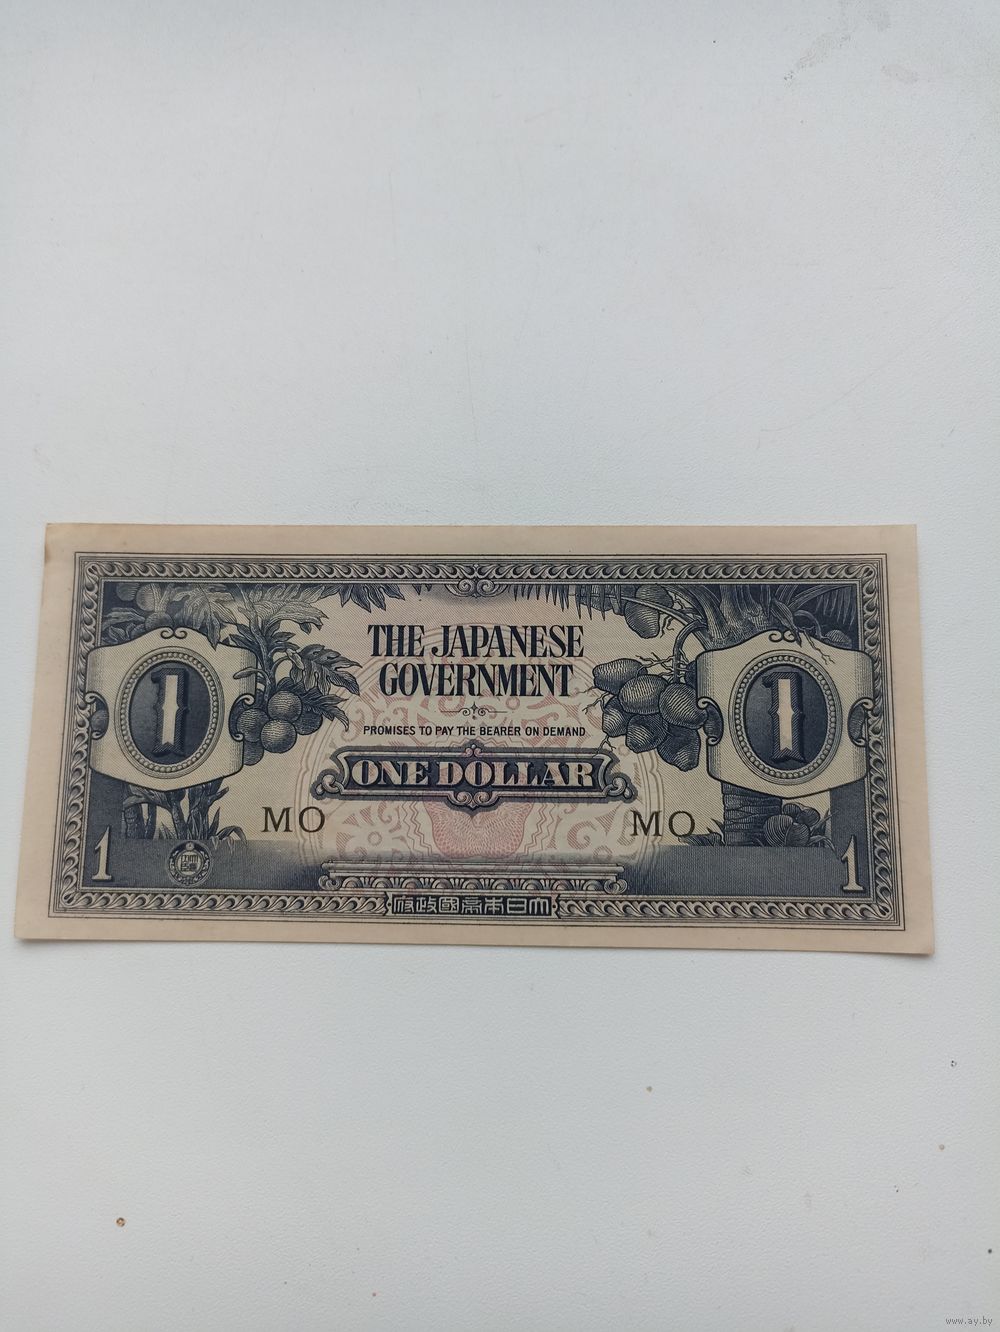 THE JAPANESE
GOVERNMENT
PROMISES TO PAY THE BEARER ON DEMAND
ONE DOLLAR
1 1
MO MO
1 1
府政國帝本日大
www.ay.by